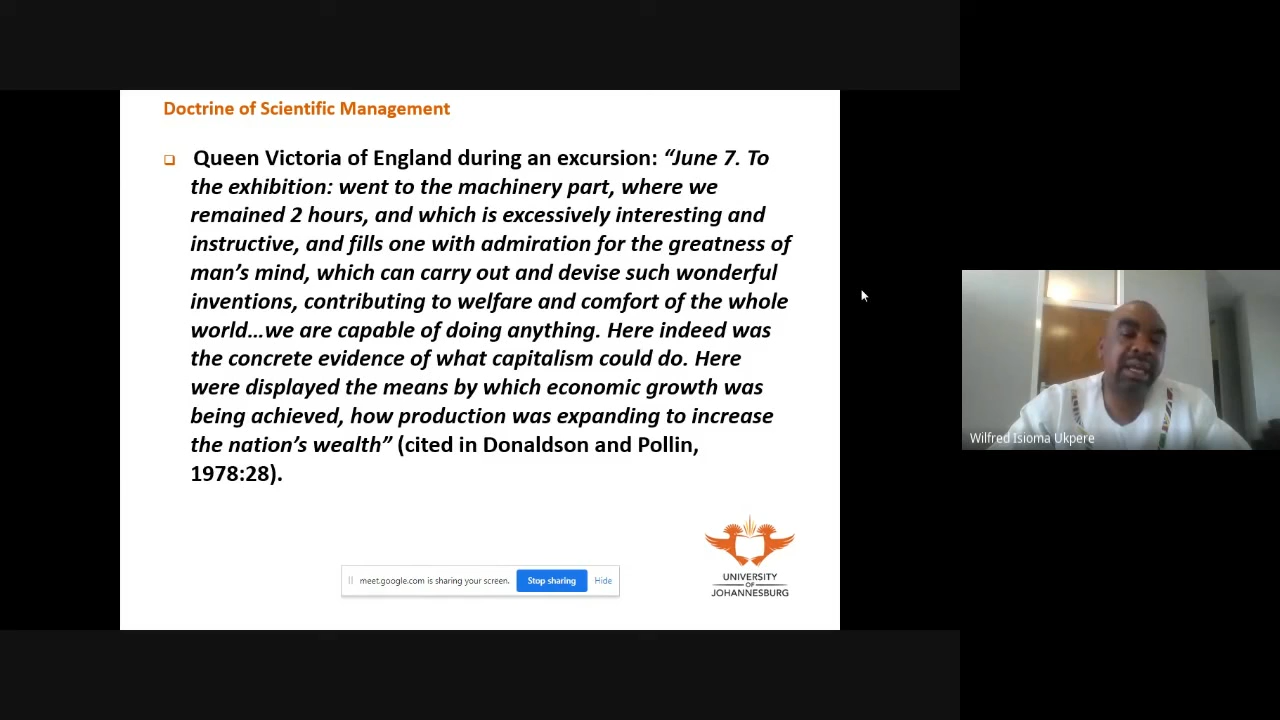 Doctrine of Scientific Management
❑ Queen Victoria of England during an excursion: “June 7. To
the exhibition: went to the machinery part, where we
remained 2 hours, and which is excessively interesting and
instructive, and fills one with admiration for the greatness of
man’s mind, which can carry out and devise such wonderful
inventions, contributing to welfare and comfort of the whole
world…we are capable of doing anything. Here indeed was
the concrete evidence of what capitalism could do. Here
were displayed the means by which economic growth was
being achieved, how production was expanding to increase
the nation’s wealth” (cited in Donaldson and Pollin,
1978:28).
UNIVERSITY
OF
JOHANNESBURG
meet.google.com is sharing your screen. Stop sharing Hide
Wilfred Isioma Ukpere